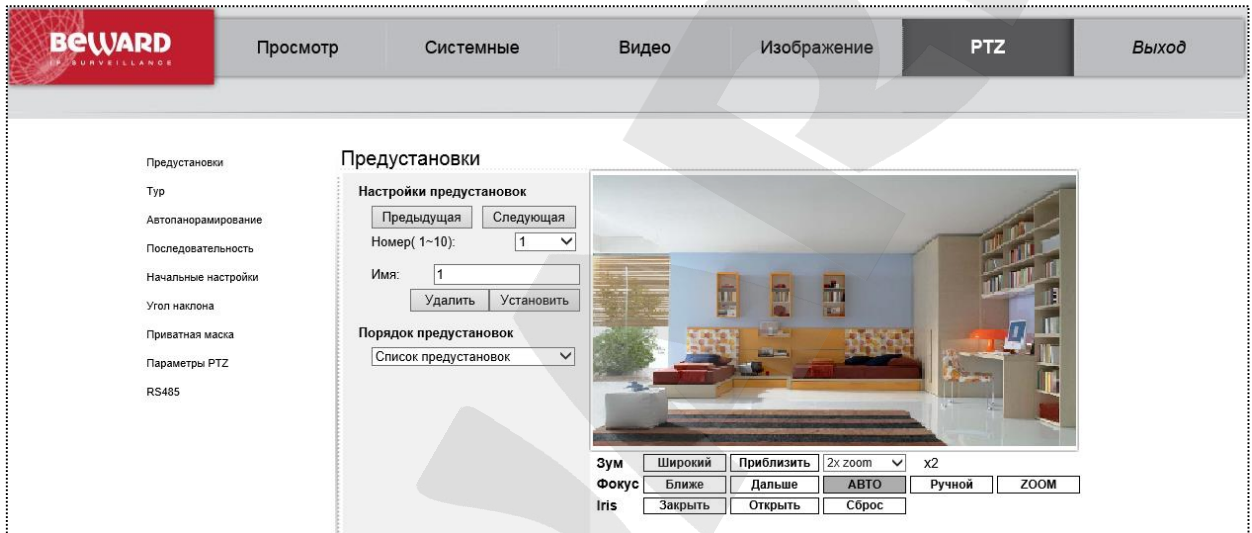 BEWARD
IP SURVEILLANCE
Просмотр
Системные
Видео
Изображение
PTZ
Выход
Предустановки
Тур
Автопанорамирование
Последовательность
Начальные настройки
Угол наклона
Приватная маска
Параметры PTZ
RS485
Предустановки
Настройки предустановок
Предыдущая Следующая
Номер( 1~10): 1
Имя: 1
Удалить Установить
Порядок предустановок
Список предустановок
Зум Широкий Приблизить 2x zoom x2
Фокус Ближе Дальше АВТО Ручной ZOOM
Iris Закрыть Открыть Сброс